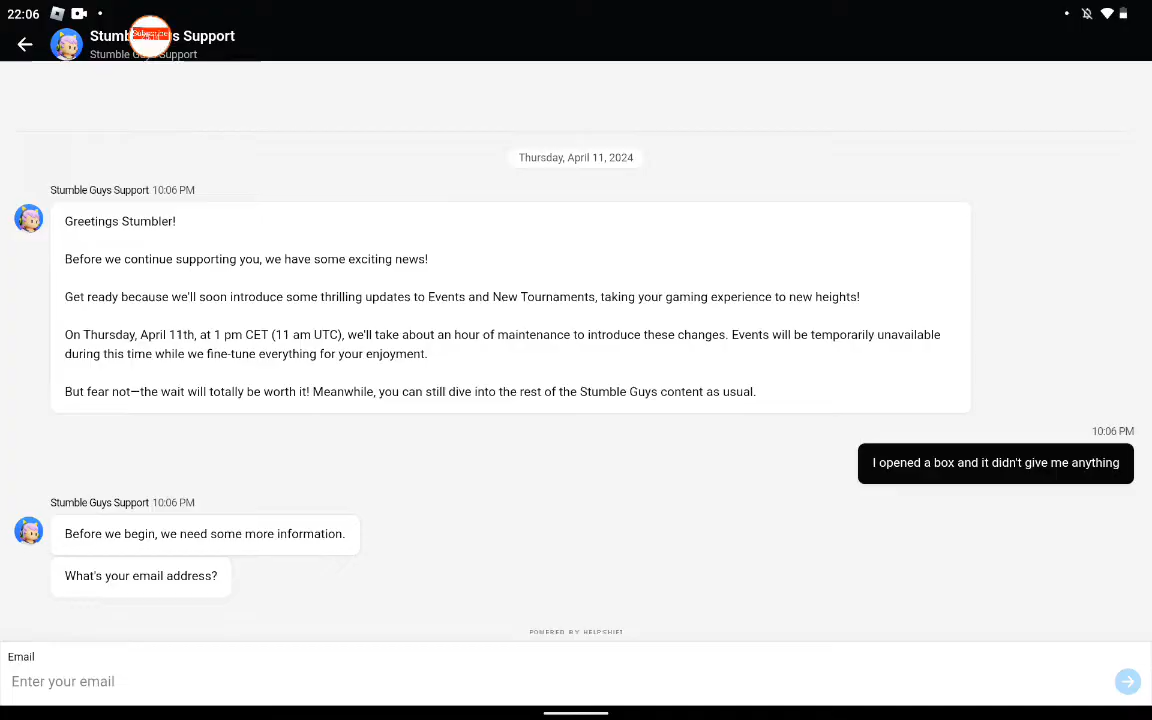 22:06
Stumb s Support
Subscribe
Stumble Guys Support
Thursday, April 11, 2024
Stumble Guys Support 10:06 PM
Greetings Stumbler!
Before we continue supporting you, we have some exciting news!
Get ready because we'll soon introduce some thrilling updates to Events and New Tournaments, taking your gaming experience to new heights!
On Thursday, April 11th, at 1 pm CET (11 am UTC), we'll take about an hour of maintenance to introduce these changes. Events will be temporarily unavailable
during this time while we fine-tune everything for your enjoyment.
But fear not—the wait will totally be worth it! Meanwhile, you can still dive into the rest of the Stumble Guys content as usual.
10:06 PM
I opened a box and it didn't give me anything
Stumble Guys Support 10:06 PM
Before we begin, we need some more information.
What's your email address?
POWERED BY HELPSHIFT
Email
Enter your email